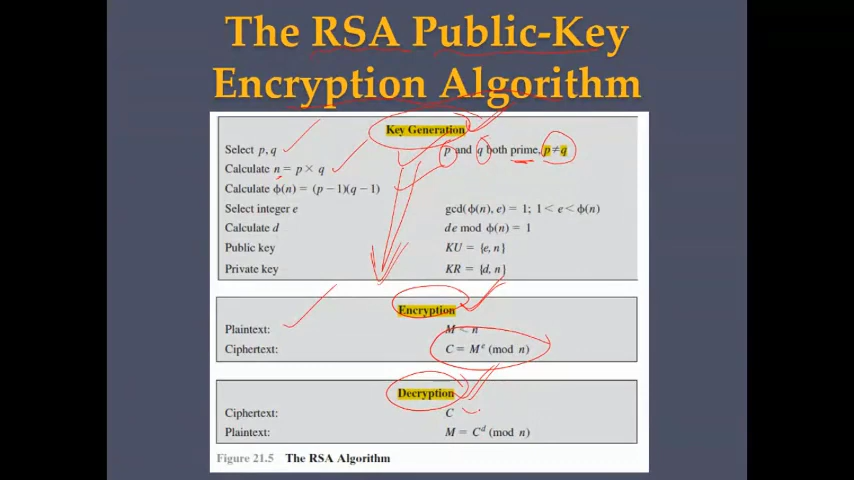 The RSA Public-Key
Encryption Algorithm
Key Generation
Select p, q p and q both prime, p≠q
Calculate n = p × q
Calculate ϕ(n) = (p − 1)(q − 1)
Select integer e gcd(ϕ(n), e) = 1; 1 < e < ϕ(n)
Calculate d de mod ϕ(n) = 1
Public key KU = {e, n}
Private key KR = {d, n}
Encryption
Plaintext: M < n
Ciphertext: C = Mᵉ (mod n)
Decryption
Ciphertext: C
Plaintext: M = Cᵈ (mod n)
Figure 21.5 The RSA Algorithm